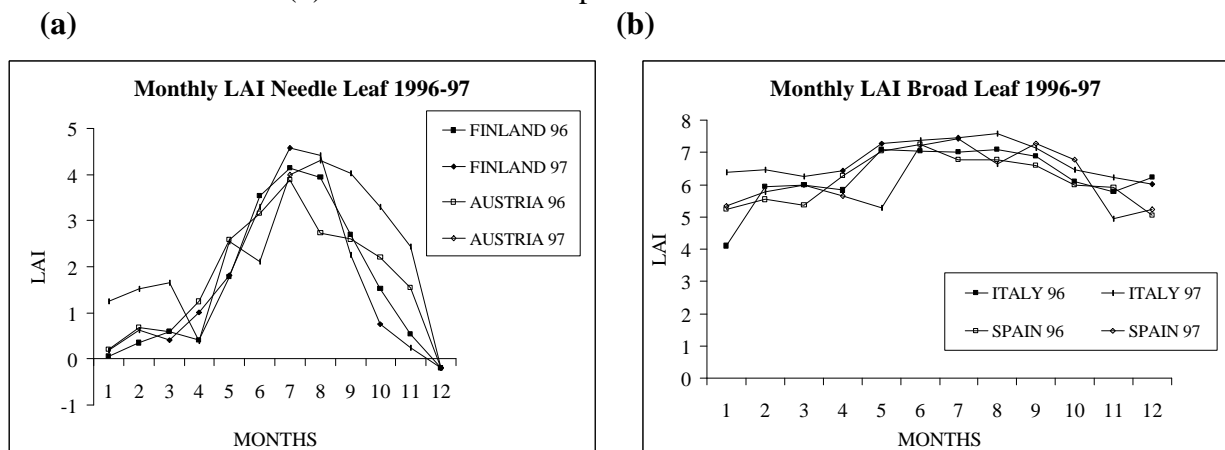 (a)
(b)
Monthly LAI Needle Leaf 1996-97
5
4
3
2
1
0
-1
LAI
FINLAND 96
FINLAND 97
AUSTRIA 96
AUSTRIA 97
1 2 3 4 5 6 7 8 9 10 11 12
MONTHS
Monthly LAI Broad Leaf 1996-97
8
7
6
5
4
3
2
1
0
LAI
ITALY 96 ITALY 97
SPAIN 96 SPAIN 97
1 2 3 4 5 6 7 8 9 10 11 12
MONTHS